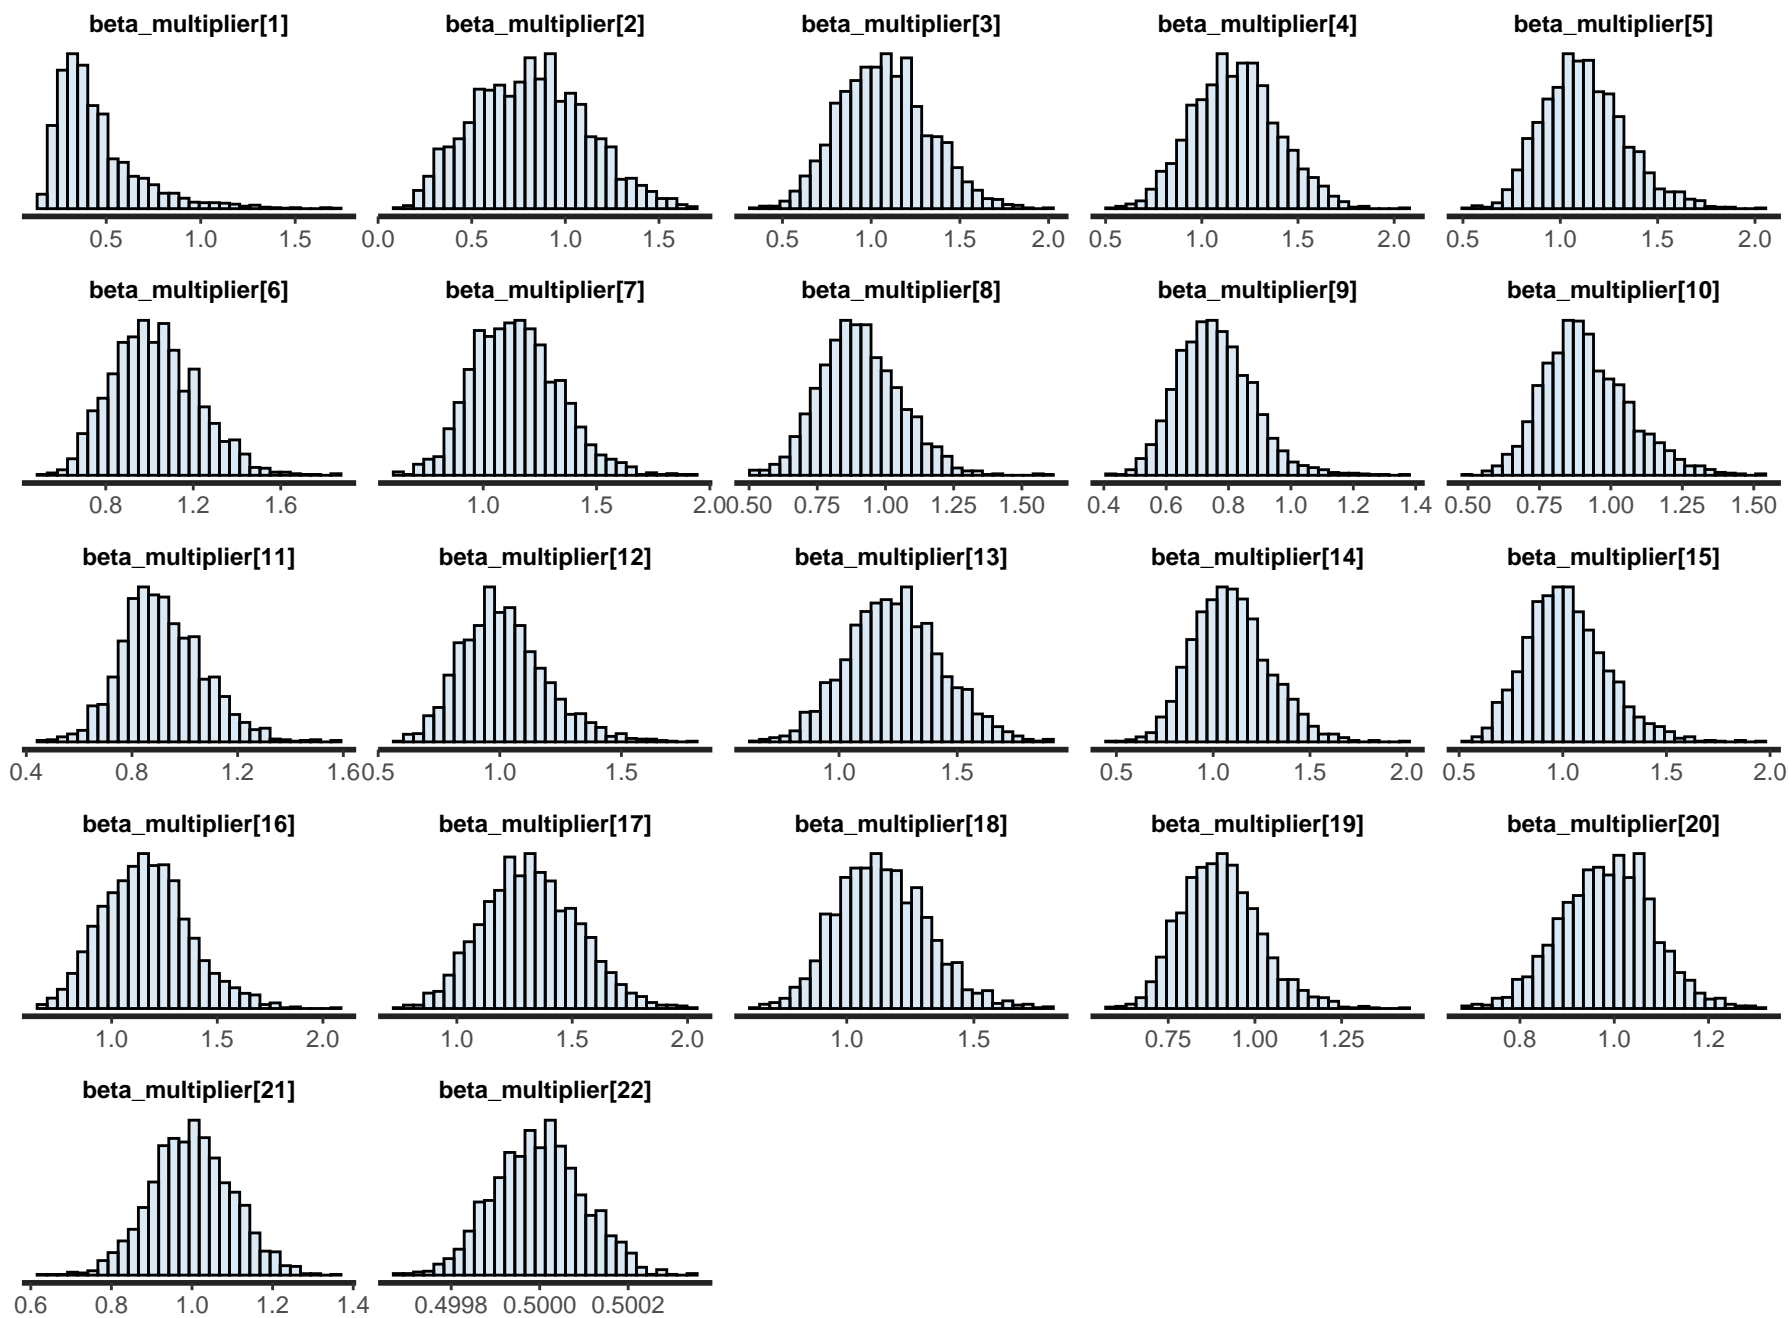 beta_multiplier[1] beta_multiplier[2] beta_multiplier[3] beta_multiplier[4] beta_multiplier[5]
0.5 1.0 1.5 0.0 0.5 1.0 1.5 0.5 1.0 1.5 2.0 0.5 1.0 1.5 2.0 0.5 1.0 1.5 2.0
beta_multiplier[6] beta_multiplier[7] beta_multiplier[8] beta_multiplier[9] beta_multiplier[10]
0.8 1.2 1.6 1.0 1.5 2.0 0.50 0.75 1.00 1.25 1.50 0.4 0.6 0.8 1.0 1.2 1.4 0.50 0.75 1.00 1.25 1.50
beta_multiplier[11] beta_multiplier[12] beta_multiplier[13] beta_multiplier[14] beta_multiplier[15]
0.4 0.8 1.2 1.6 0.5 1.0 1.5 1.0 1.5 0.5 1.0 1.5 2.0 0.5 1.0 1.5 2.0
beta_multiplier[16] beta_multiplier[17] beta_multiplier[18] beta_multiplier[19] beta_multiplier[20]
1.0 1.5 2.0 1.0 1.5 2.0 1.0 1.5 0.75 1.00 1.25 0.8 1.0 1.2
beta_multiplier[21] beta_multiplier[22]
0.6 0.8 1.0 1.2 1.4 0.4998 0.5000 0.5002